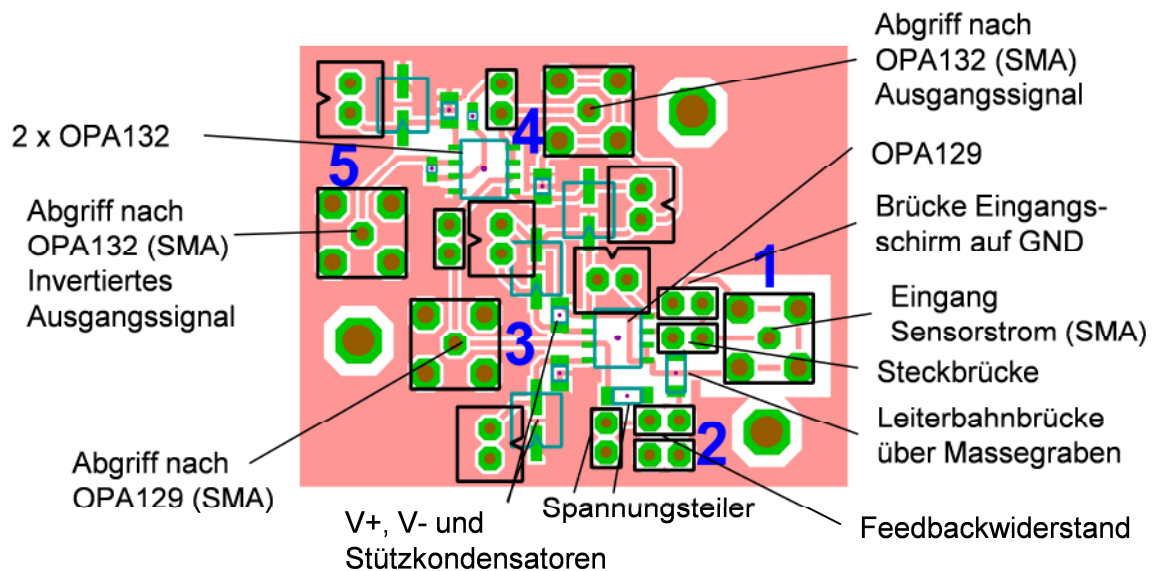 Abgriff nach
OPA132 (SMA)
Ausgangssignal
2 x OPA132
4
OPA129
5
Brücke Eingangs-
schirm auf GND
Abgriff nach
OPA132 (SMA)
Invertiertes
Ausgangssignal
1
Eingang
Sensorstrom (SMA)
3
Steckbrücke
Leiterbahnbrücke
über Massegraben
2
Abgriff nach
OPA129 (SMA)
Spannungsteiler
V+, V- und
Stützkondensatoren
Feedbackwiderstand